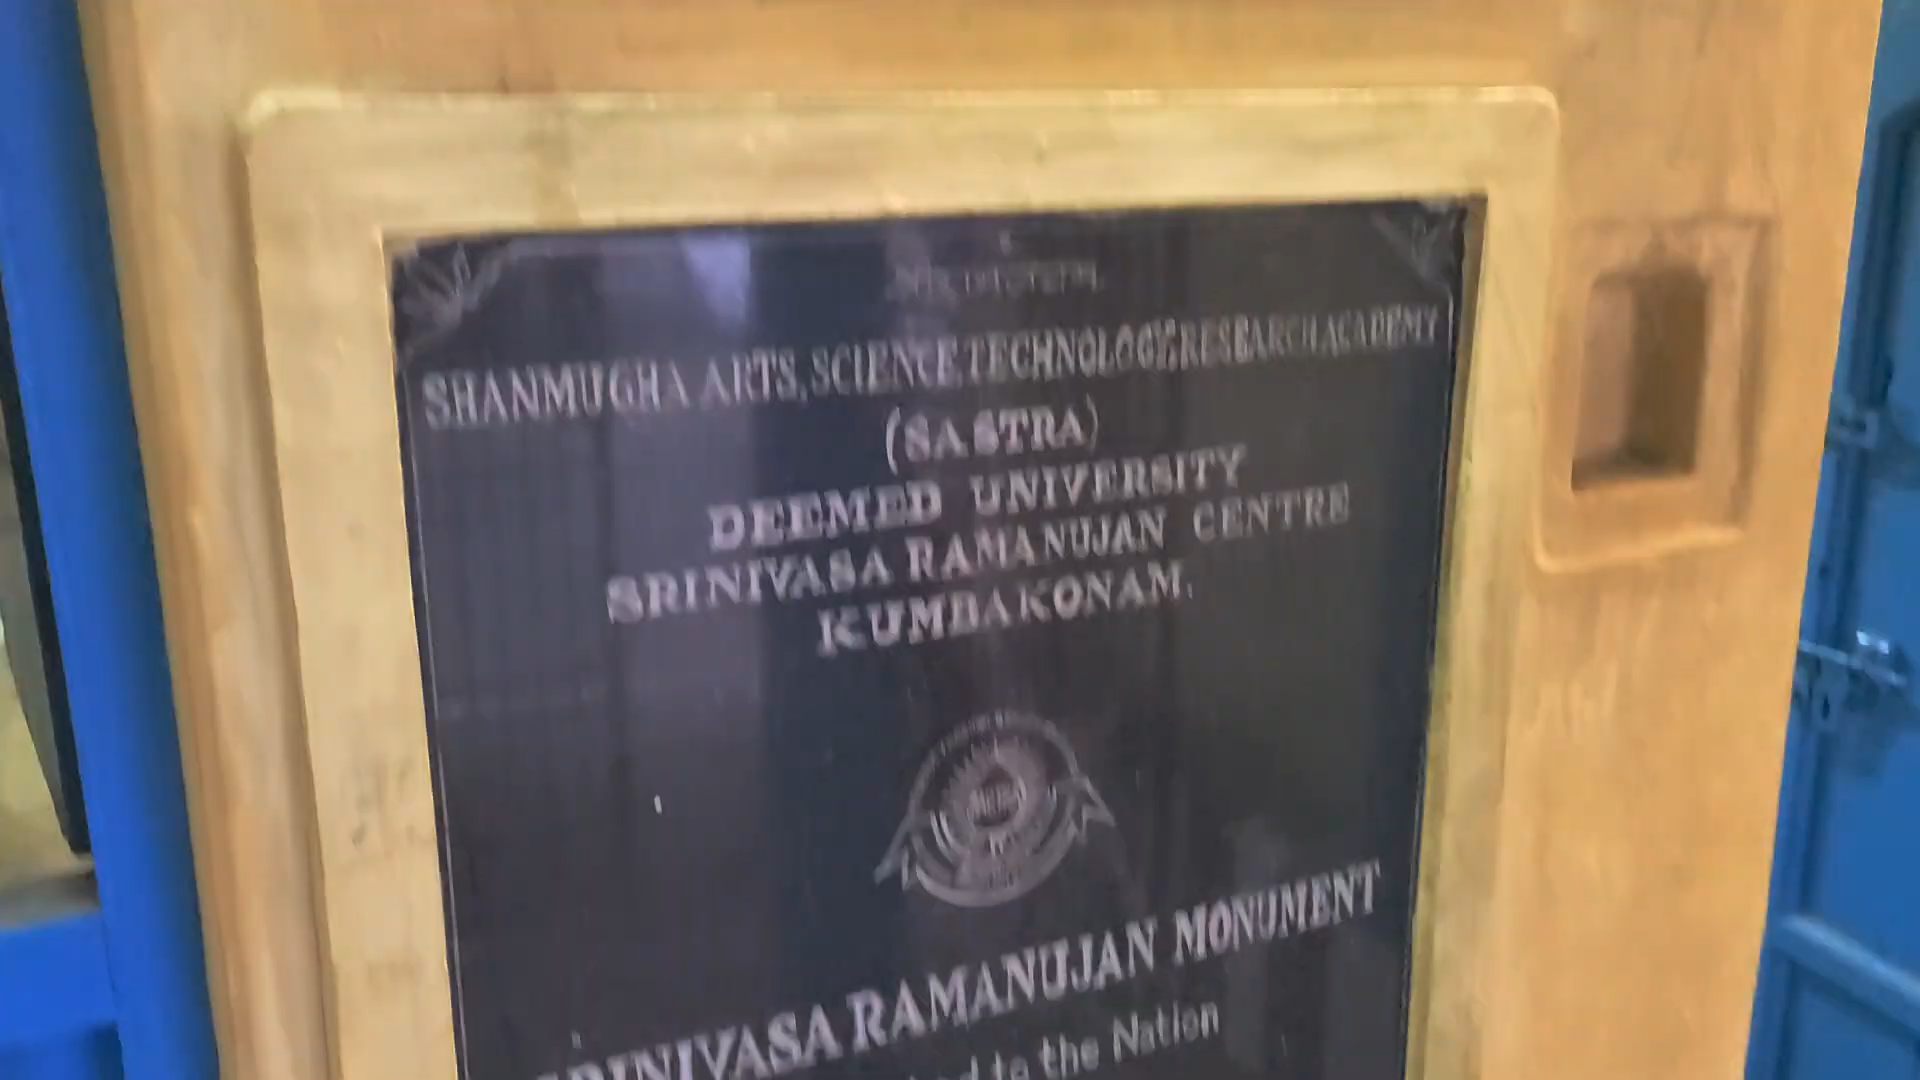 SHANMUGHA ARTS, SCIENCE, TECHNOLOGY, RESEARCH ACADEMY
(SASTRA)
DEEMED UNIVERSITY
SRINIVASA RAMANUJAN CENTRE
KUMBAKONAM.
SRINIVASA RAMANUJAN MONUMENT
to the Nation